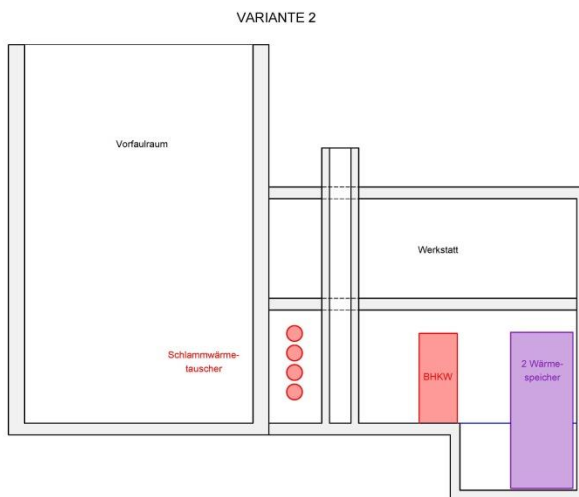 VARIANTE 2
Vorfaulraum
Werkstatt
Schlammwärme-
tauscher
BHKW
2 Wärme-
speicher